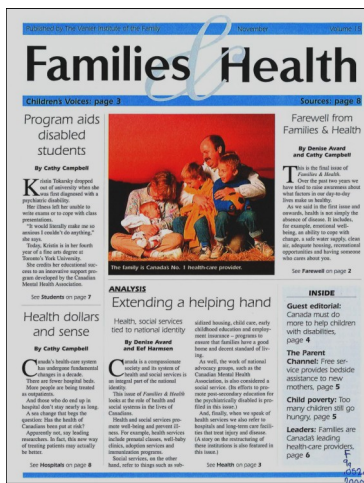 Published by The Vanier Institute of the Family November Volume 15
Families & Health
Children's Voices: page 3 Sources: page 8
Program aids
disabled
students
By Cathy Campbell
Kristin Tokarsky dropped
out of university when she
was first diagnosed with a
psychiatric disability.
Her illness left her unable to
write exams or to cope with class
presentations.
"It would literally make me so
anxious I couldn't do anything,"
she says.
Today, Kristin is in her fourth
year of a fine arts degree at
Toronto's York University.
She credits her educational suc-
cess to an innovative support pro-
gram developed by the Canadian
Mental Health Association.
See Students on page 7
Health dollars
and sense
By Cathy Campbell
Canada's health-care system
has undergone fundamental
changes in a decade.
There are fewer hospital beds.
More people are being treated
as outpatients.
And those who do end up in
hospital don't stay nearly as long.
A tea change that begs the
question: Has the health of
Canadians been put at risk?
Apparently not, say leading
researchers. In fact, this new way
of treating patients may actually
be better.
See Hospitals on page 8
The family is Canada's No. 1 health-care provider.
ANALYSIS
Extending a helping hand
Health, social services
tied to national identity
By Denise Avard
and Eef Harmsen
Canada is a compassionate
society and its system of
health and social services is
an integral part of the national
identity.
This issue of Families & Health
looks at the role of health and
social systems in the lives of
Canadians.
Health and social services pro-
mote well-being and prevent ill-
ness. For example, health services
include prenatal classes, well-baby
clinics, adoption services and
immunization programs.
Social services, on the other
hand, refer to things such as sub-
sidized housing, child care, early
childhood education and employ-
ment insurance – programs to
ensure that families have a good
home and decent standard of liv-
ing.
As well, the work of national
advocacy groups, such as the
Canadian Mental Health
Association, is also considered a
social service. (Its efforts to pro-
mote post-secondary education for
the psychiatrically disabled is pro-
filed in this issue.)
And, finally, when we speak of
health services we also refer to
hospitals and long-term care facili-
ties that treat injury and disease.
(A story on the restructuring of
these institutions is also featured in
this issue.)
See Health on page 3
Farewell from
Families & Health
By Denise Avard
and Cathy Campbell
This is the final issue of
Families & Health.
Over the past two years we
have tried to raise awareness about
what factors in our day-to-day
lives make us healthy.
As we said in the first issue and
onwards, health is not simply the
absence of disease. It includes,
for example, emotional well-
being, an ability to cope with
change, a safe water supply, clean
air, adequate housing, recreational
opportunities and having someone
who cares about you.
See Farewell on page 2
INSIDE
Guest editorial:
Canada must do
more to help children
with disabilities,
page 4
The Parent
Channel: Free ser-
vice provides bedside
assistance to new
mothers, page 5
Child poverty: Too
many children still go
hungry, page 5
Leaders: Families are
Canada's leading
health-care providers,
page 6